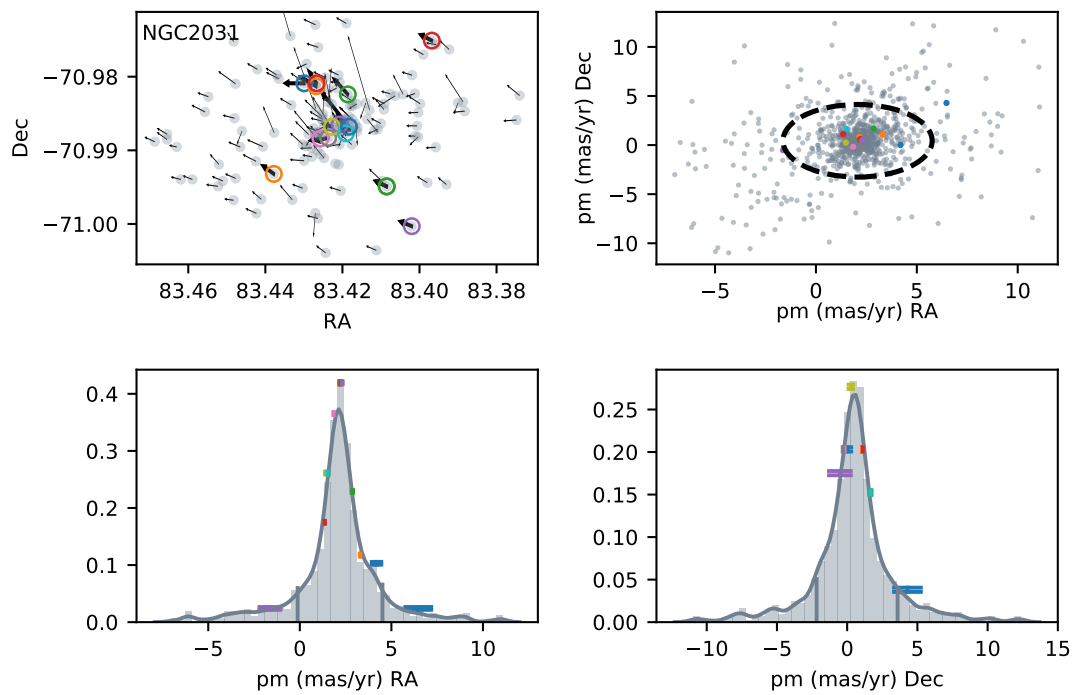 NGC2031
−70.98
−70.99
−71.00
Dec
83.46 83.44 83.42 83.40 83.38
RA
10
5
0
−5
−10
pm (mas/yr) Dec
−5 0 5 10
pm (mas/yr) RA
0.4
0.3
0.2
0.1
0.0
−5 0 5 10
pm (mas/yr) RA
0.25
0.20
0.15
0.10
0.05
0.00
−10 −5 0 5 10 15
pm (mas/yr) Dec